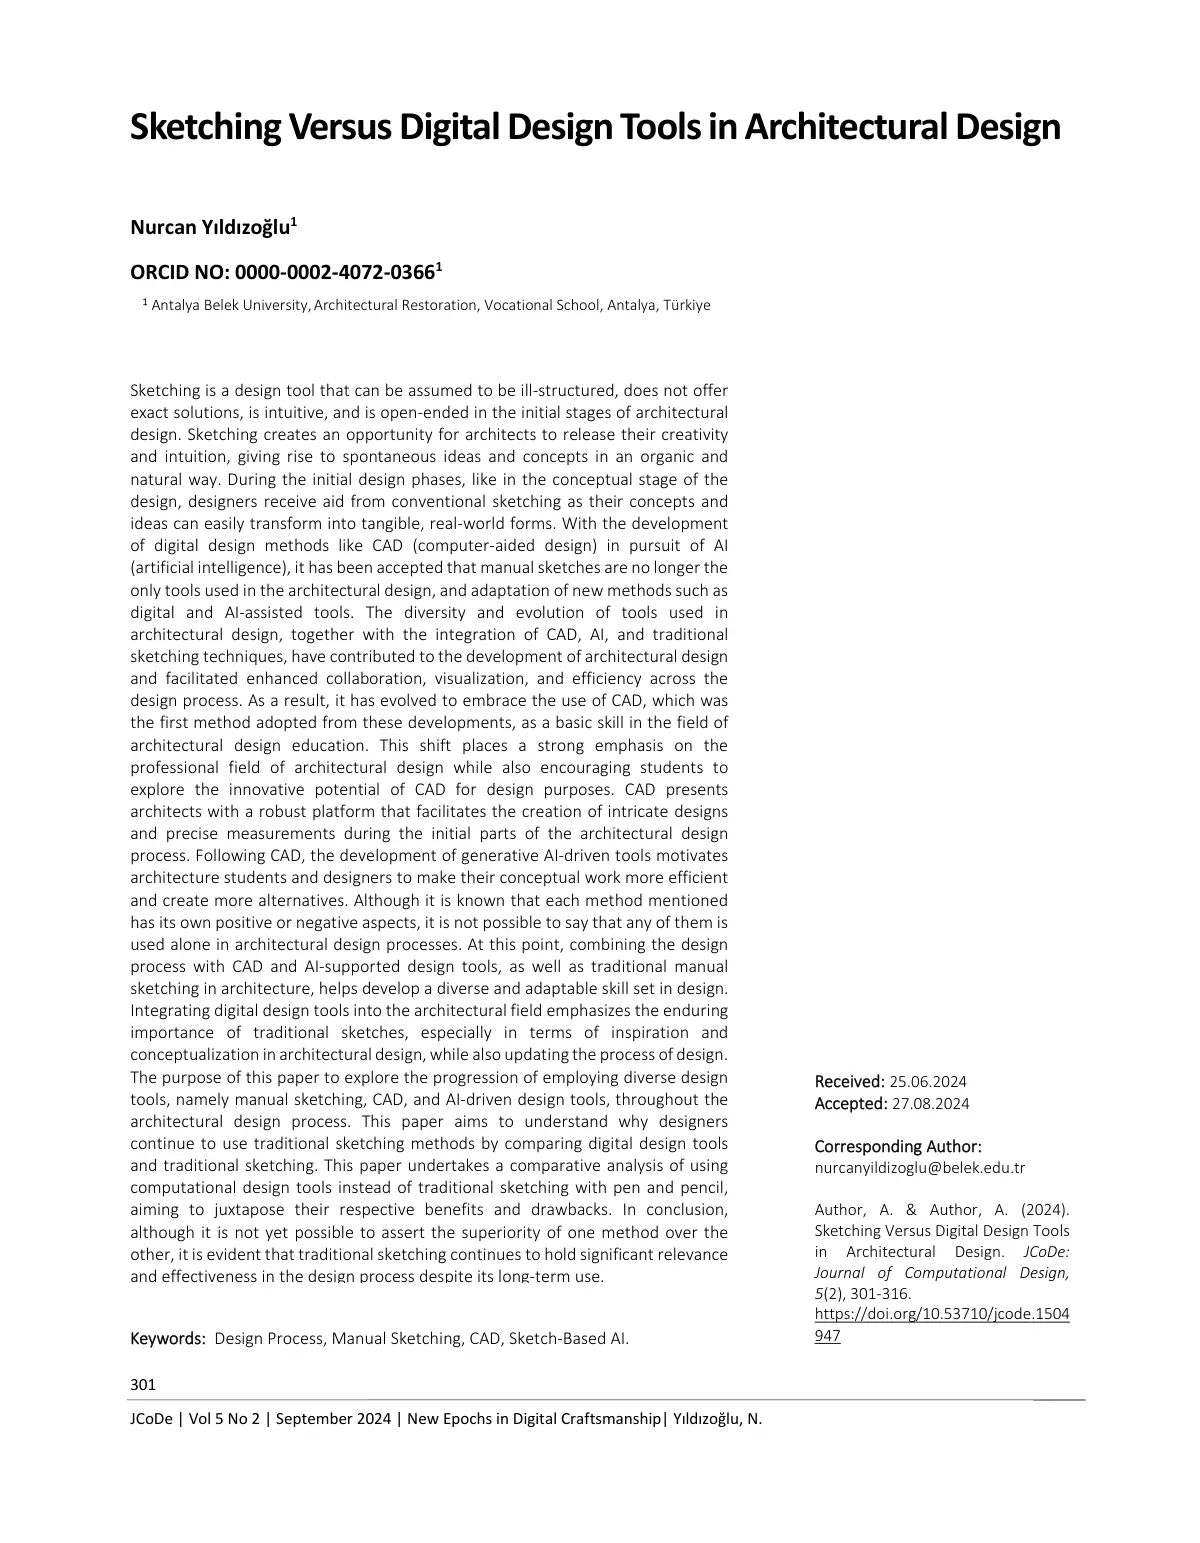 Sketching Versus Digital Design Tools in Architectural Design
Nurcan Yıldızoğlu¹
ORCID NO: 0000-0002-4072-0366¹
¹ Antalya Belek University, Architectural Restoration, Vocational School, Antalya, Türkiye
Sketching is a design tool that can be assumed to be ill-structured, does not offer
exact solutions, is intuitive, and is open-ended in the initial stages of architectural
design. Sketching creates an opportunity for architects to release their creativity
and intuition, giving rise to spontaneous ideas and concepts in an organic and
natural way. During the initial design phases, like in the conceptual stage of the
design, designers receive aid from conventional sketching as their concepts and
ideas can easily transform into tangible, real-world forms. With the development
of digital design methods like CAD (computer-aided design) in pursuit of AI
(artificial intelligence), it has been accepted that manual sketches are no longer the
only tools used in the architectural design, and adaptation of new methods such as
digital and AI-assisted tools. The diversity and evolution of tools used in
architectural design, together with the integration of CAD, AI, and traditional
sketching techniques, have contributed to the development of architectural design
and facilitated enhanced collaboration, visualization, and efficiency across the
design process. As a result, it has evolved to embrace the use of CAD, which was
the first method adopted from these developments, as a basic skill in the field of
architectural design education. This shift places a strong emphasis on the
professional field of architectural design while also encouraging students to
explore the innovative potential of CAD for design purposes. CAD presents
architects with a robust platform that facilitates the creation of intricate designs
and precise measurements during the initial parts of the architectural design
process. Following CAD, the development of generative AI-driven tools motivates
architecture students and designers to make their conceptual work more efficient
and create more alternatives. Although it is known that each method mentioned
has its own positive or negative aspects, it is not possible to say that any of them is
used alone in architectural design processes. At this point, combining the design
process with CAD and AI-supported design tools, as well as traditional manual
sketching in architecture, helps develop a diverse and adaptable skill set in design.
Integrating digital design tools into the architectural field emphasizes the enduring
importance of traditional sketches, especially in terms of inspiration and
conceptualization in architectural design, while also updating the process of design.
The purpose of this paper to explore the progression of employing diverse design
tools, namely manual sketching, CAD, and AI-driven design tools, throughout the
architectural design process. This paper aims to understand why designers
continue to use traditional sketching methods by comparing digital design tools
and traditional sketching. This paper undertakes a comparative analysis of using
computational design tools instead of traditional sketching with pen and pencil,
aiming to juxtapose their respective benefits and drawbacks. In conclusion,
although it is not yet possible to assert the superiority of one method over the
other, it is evident that traditional sketching continues to hold significant relevance
and effectiveness in the design process despite its long-term use.
Keywords: Design Process, Manual Sketching, CAD, Sketch-Based AI.
Received: 25.06.2024
Accepted: 27.08.2024
Corresponding Author:
nurcanyildizoglu@belek.edu.tr
Author, A. & Author, A. (2024).
Sketching Versus Digital Design Tools
in Architectural Design. JCoDe:
Journal of Computational Design,
5(2), 301-316.
https://doi.org/10.53710/jcode.1504
947
301
JCoDe | Vol 5 No 2 | September 2024 | New Epochs in Digital Craftsmanship| Yıldızoğlu, N.